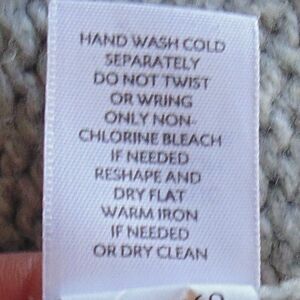 HAND WASH COLD
SEPARATELY
DO NOT TWIST
OR WRING
ONLY NON-
CHLORINE BLEACH
IF NEEDED
RESHAPE AND
DRY FLAT
WARM IRON
IF NEEDED
OR DRY CLEAN